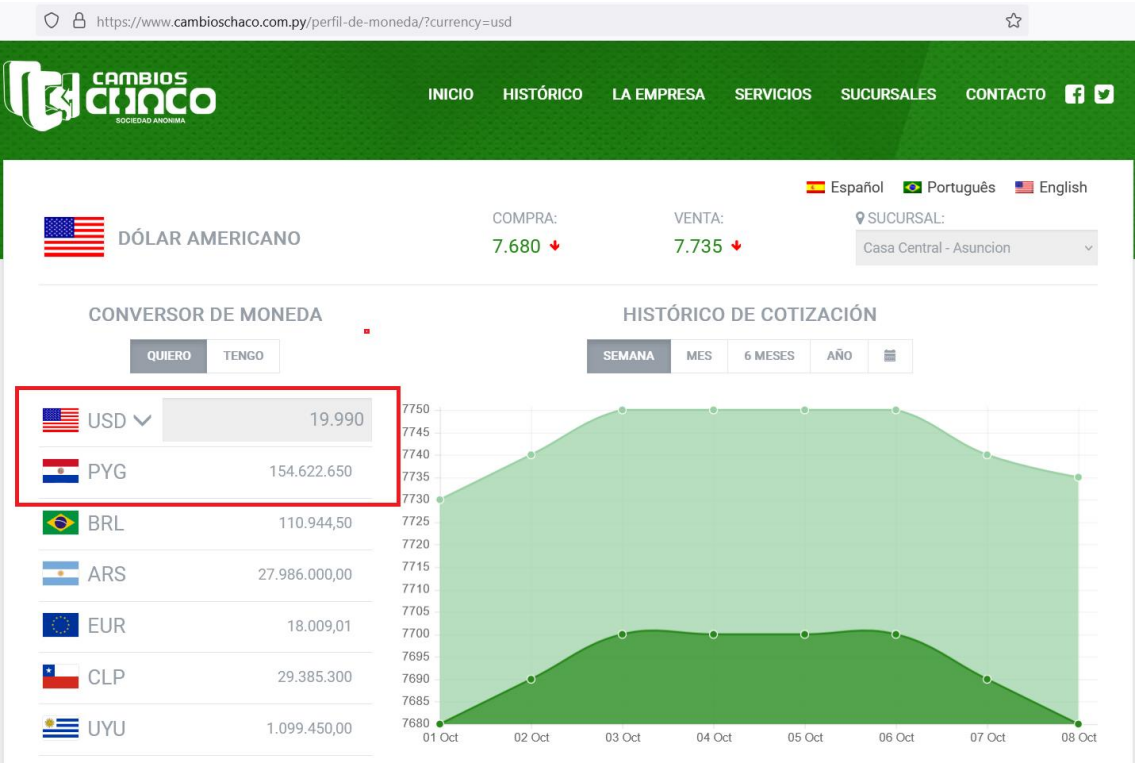 https://www.cambioschaco.com.py/perfil-de-moneda/?currency=usd
CAMBIOS
CHACO
SOCIEDAD ANONIMA
INICIO HISTÓRICO LA EMPRESA SERVICIOS SUCURSALES CONTACTO
Español Português English
DÓLAR AMERICANO
COMPRA:
7.680
VENTA:
7.735
SUCURSAL:
Casa Central - Asuncion
CONVERSOR DE MONEDA
QUIERO TENGO
USD 19.990
PYG 154.622.650
BRL 110.944,50
ARS 27.986.000,00
EUR 18.009,01
CLP 29.385.300
UYU 1.099.450,00
HISTÓRICO DE COTIZACIÓN
SEMANA MES 6 MESES AÑO
7750
7745
7740
7735
7730
7725
7720
7715
7710
7705
7700
7695
7690
7685
7680
01 Oct 02 Oct 03 Oct 04 Oct 05 Oct 06 Oct 07 Oct 08 Oct